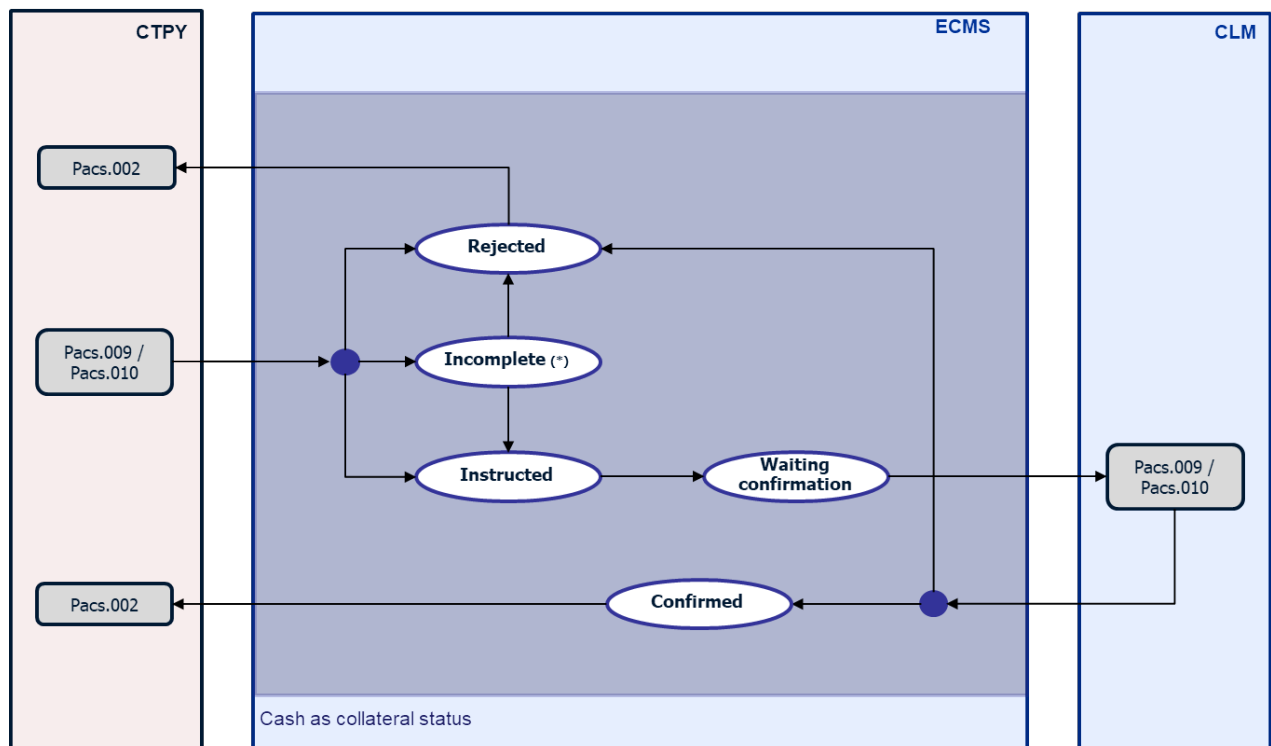 CTPY
ECMS
CLM
Pacs.002
Rejected
Pacs.009 /
Pacs.010
Incomplete (*)
Instructed
Waiting
confirmation
Pacs.009 /
Pacs.010
Pacs.002
Confirmed
Cash as collateral status